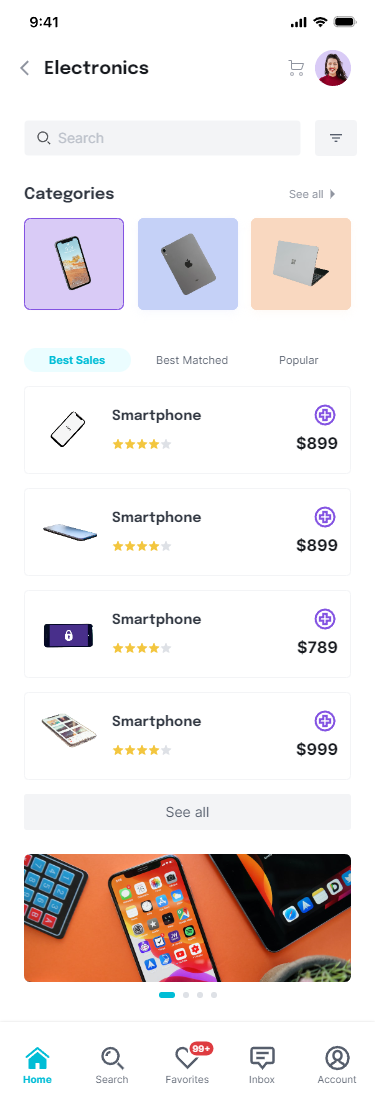 9:41
Electronics
Search
Categories
See all
Best Sales
Best Matched
Popular
Smartphone
$899
Smartphone
$899
Smartphone
$789
Smartphone
$999
See all
99+
Home
Search
Favorites
Inbox
Account